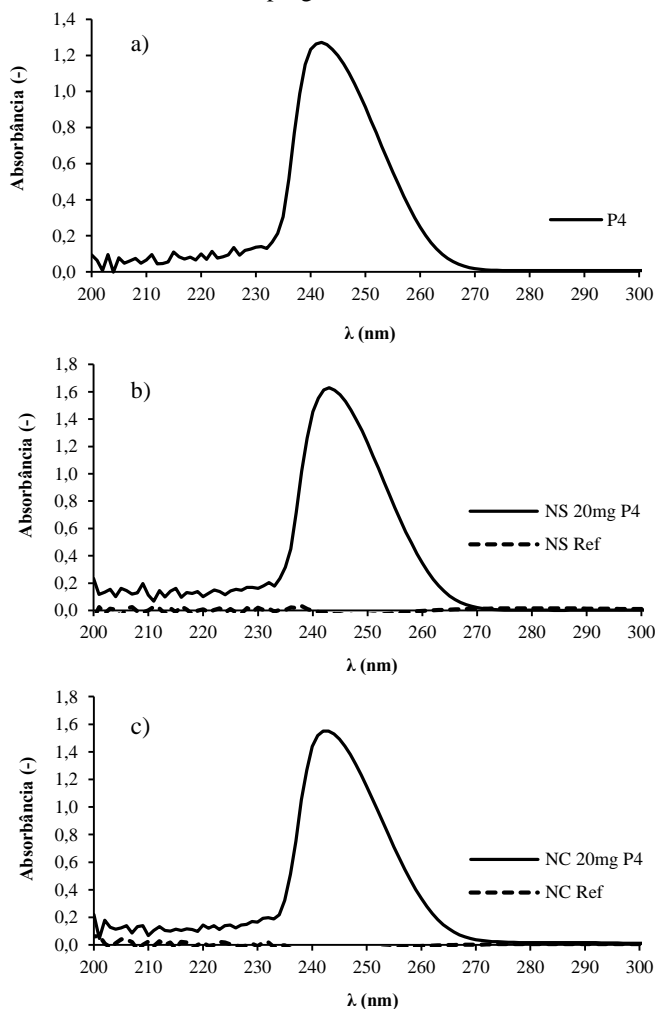 a)
Absorbância (-)
1,4
1,2
1,0
0,8
0,6
0,4
0,2
0,0
P4
200 210 220 230 240 250 260 270 280 290 300
λ (nm)
b)
Absorbância (-)
1,8
1,6
1,4
1,2
1,0
0,8
0,6
0,4
0,2
0,0
NS 20mg P4
NS Ref
200 210 220 230 240 250 260 270 280 290 300
λ (nm)
c)
Absorbância (-)
1,8
1,6
1,4
1,2
1,0
0,8
0,6
0,4
0,2
0,0
NC 20mg P4
NC Ref
200 210 220 230 240 250 260 270 280 290 300
λ (nm)